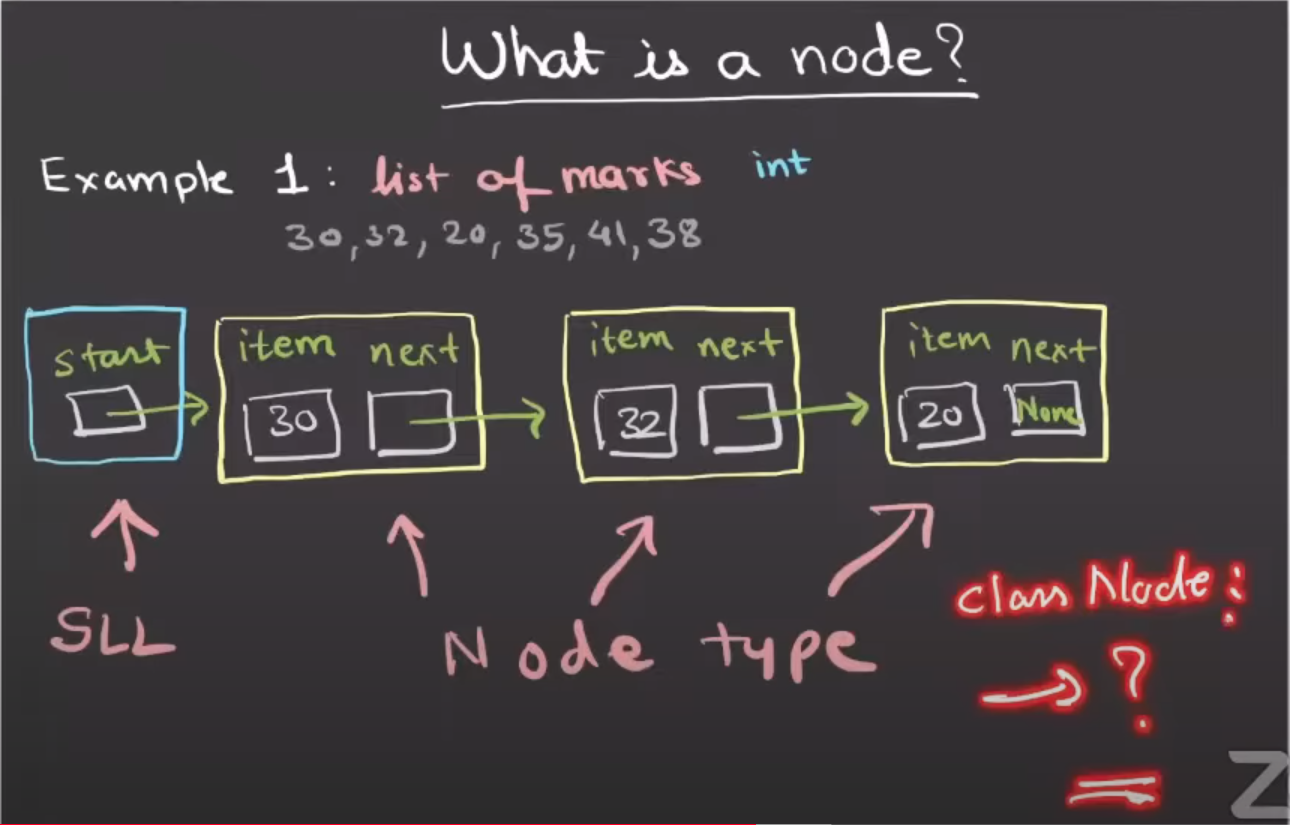 What is a node?
Example 1: list of marks int
30, 32, 20, 35, 41, 38
start item next item next item next
30 32 20 None
SLL Node type
class Node:
→ ?
Z